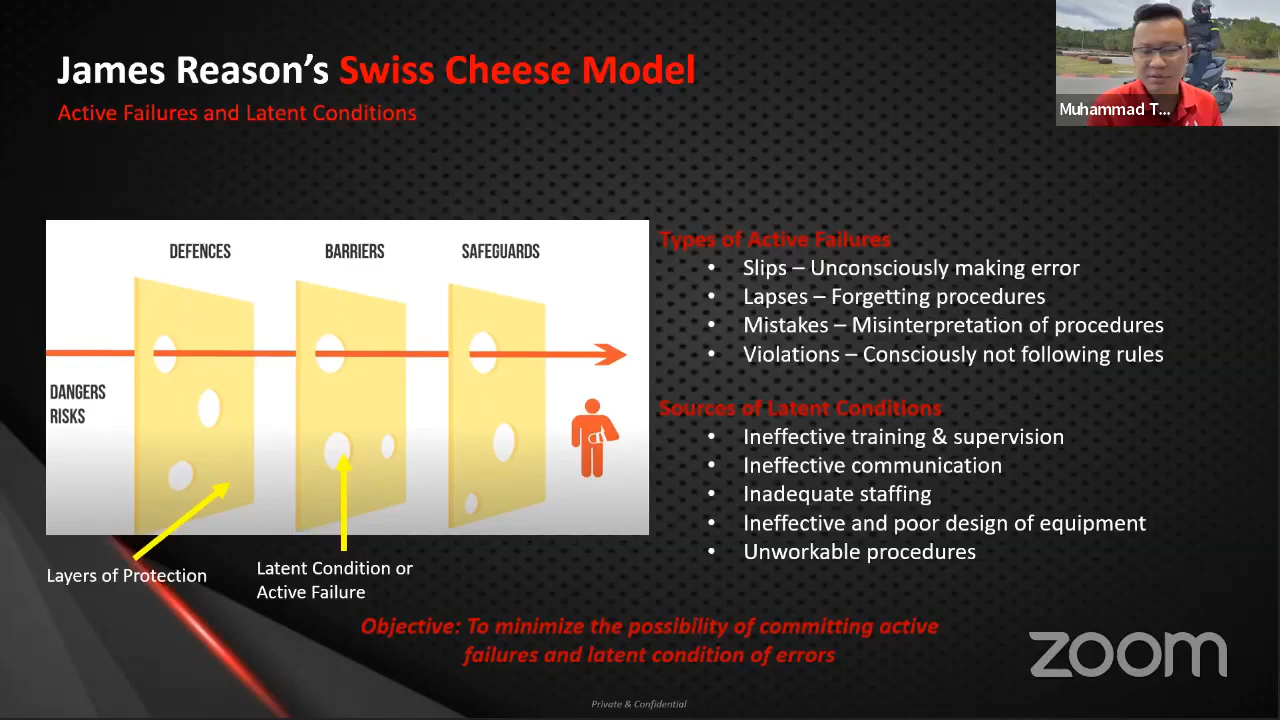 James Reason's Swiss Cheese Model
Active Failures and Latent Conditions
Muhammad T...
DEFENCES
BARRIERS
SAFEGUARDS
DANGERS
RISKS
Layers of Protection
Latent Condition or
Active Failure
Types of Active Failures
• Slips – Unconsciously making error
• Lapses – Forgetting procedures
• Mistakes – Misinterpretation of procedures
• Violations – Consciously not following rules
Sources of Latent Conditions
• Ineffective training & supervision
• Ineffective communication
• Inadequate staffing
• Ineffective and poor design of equipment
• Unworkable procedures
Objective: To minimize the possibility of committing active
failures and latent condition of errors
zoom
Private & Confidential